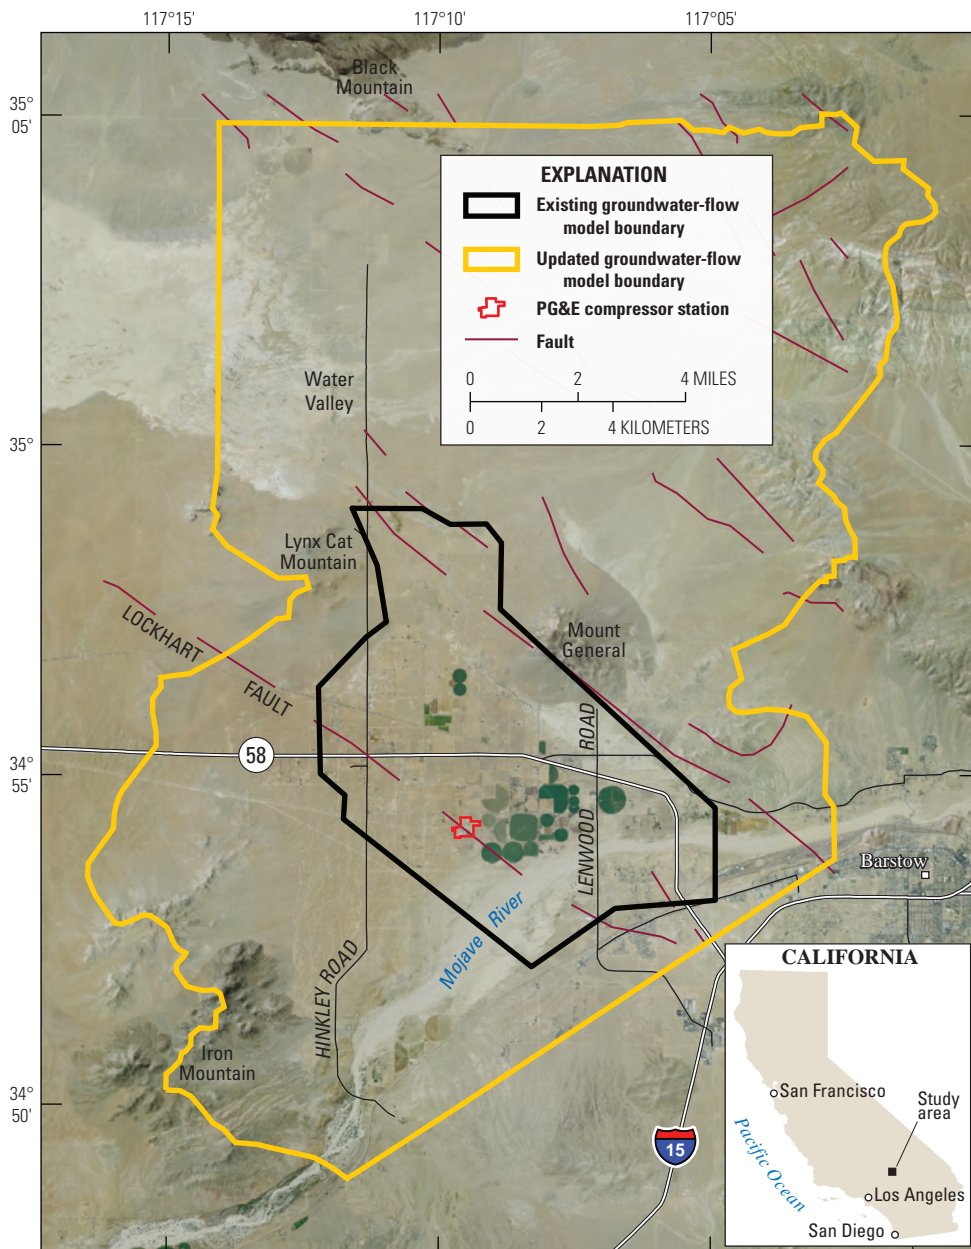 117°15'
117°10'
117°05'
35°
05'
Black
Mountain
EXPLANATION
Existing groundwater-flow
model boundary
Updated groundwater-flow
model boundary
PG&E compressor station
Fault
0 2 4 MILES
0 2 4 KILOMETERS
Water
Valley
35°
Lynx Cat
Mountain
LOCKHART
FAULT
Mount
General
58
34°
55'
LENWOOD ROAD
Barstow
Mojave River
HINKLEY ROAD
Iron
Mountain
34°
50'
15
CALIFORNIA
San Francisco
Study
area
Pacific Ocean
Los Angeles
San Diego